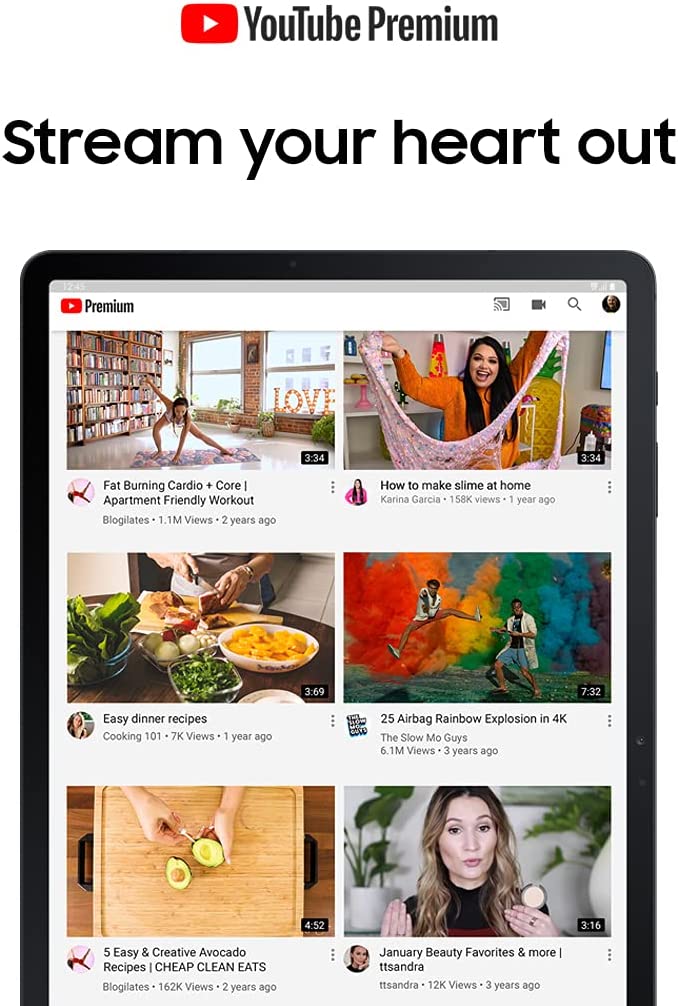 YouTube Premium
Stream your heart out
12:45
Premium
LOVE
3:34
3:34
Fat Burning Cardio + Core |
Apartment Friendly Workout
Blogilates • 1.1M Views • 2 years ago
How to make slime at home
Karina Garcia • 158K views • 1 year ago
3:69
7:32
Easy dinner recipes
Cooking 101 • 7K Views • 1 year ago
THE
SLOW
MO
GUYS
25 Airbag Rainbow Explosion in 4K
The Slow Mo Guys
6.1M Views • 3 years ago
4:52
3:16
5 Easy & Creative Avocado
Recipes | CHEAP CLEAN EATS
Blogilates • 162K Views • 2 years ago
January Beauty Favorites & more |
ttsandra
ttsandra • 12K Views • 3 years ago